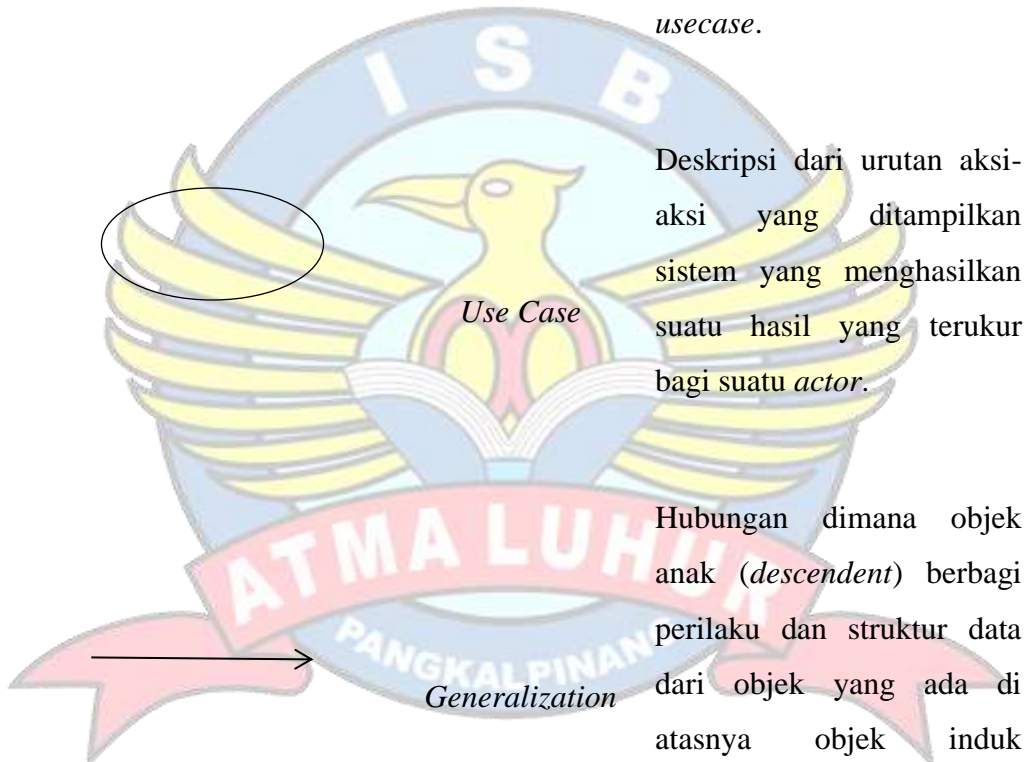 usecase.
I S B
Deskripsi dari urutan aksi-
aksi yang ditampilkan
sistem yang menghasilkan
Use Case
suatu hasil yang terukur
bagi suatu actor.
Hubungan dimana objek
ATMA LUHUR
anak (descendent) berbagi
perilaku dan struktur data
PANGKALPINANG
Generalization
dari objek yang ada di
atasnya objek induk